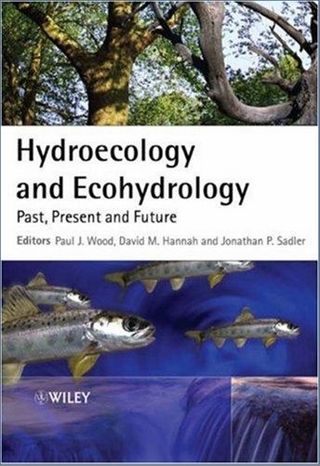 Hydroecology
and Ecohydrology
Past, Present and Future
Editors Paul J. Wood, David M. Hannah and Jonathan P. Sadler
WILEY